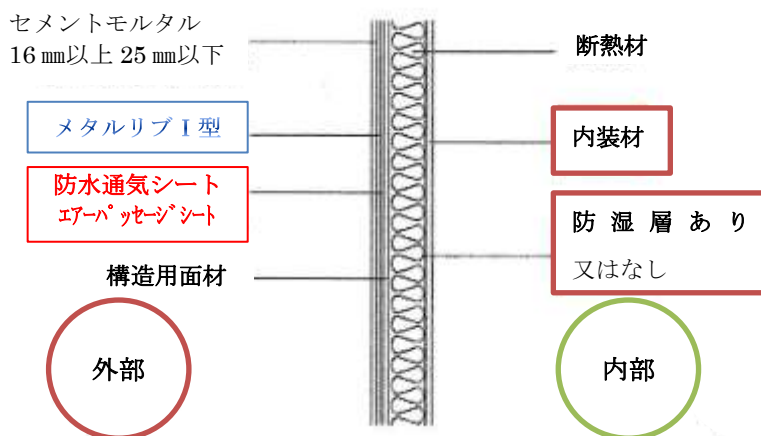 セメントモルタル
16㎜以上25㎜以下
断熱材
メタルリブⅠ型
内装材
防水通気シート
ｴｱｰﾊﾟｯｾｰｼﾞｼｰﾄ
防湿層あり
又はなし
構造用面材
外部
内部